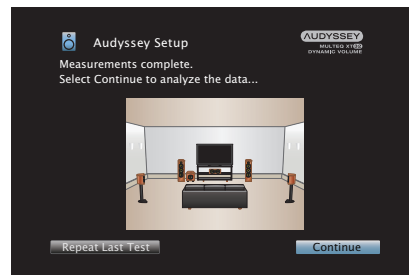 Audyssey Setup
AUDYSSEY
MULTEQ XT32
DYNAMIC VOLUME
Measurements complete.
Select Continue to analyze the data...
Repeat Last Test
Continue